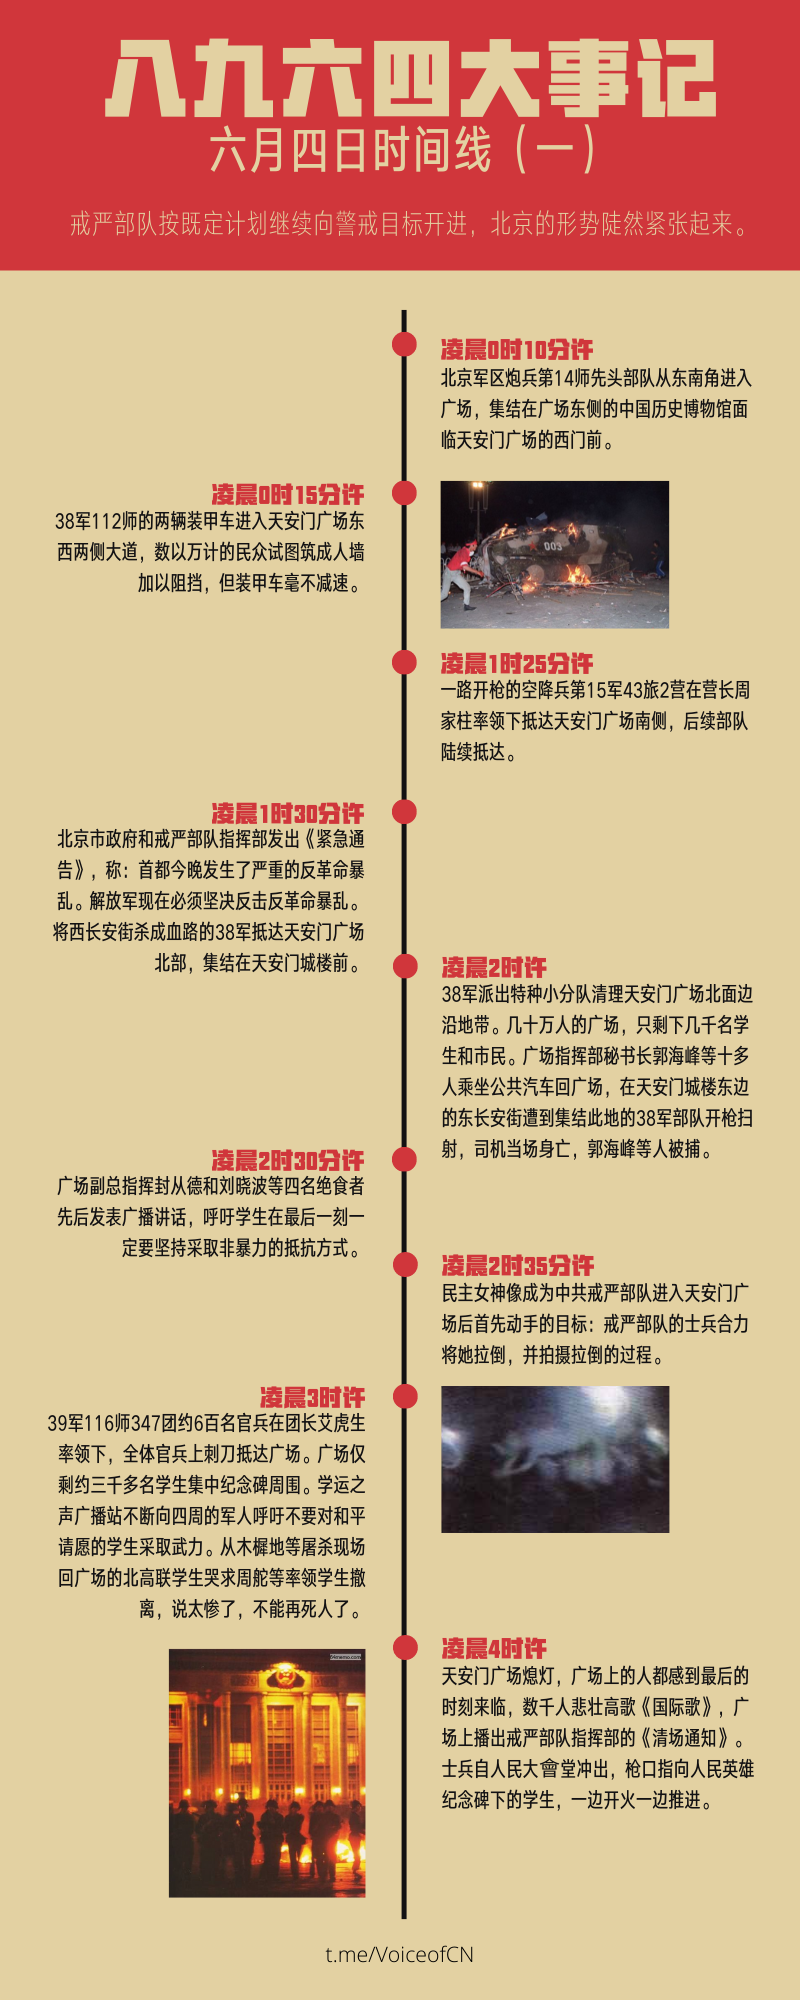 八九六四大事记
六月四日时间线（一）
戒严部队按既定计划继续向警戒目标开进，北京的形势陡然紧张起来。
凌晨0时10分许
北京军区炮兵第14师先头部队从东南角进入
广场，集结在广场东侧的中国历史博物馆面
临天安门广场的西门前。
凌晨0时15分许
38军112师的两辆装甲车进入天安门广场东
西两侧大道，数以万计的民众试图筑成人墙
加以阻挡，但装甲车毫不减速。
003
凌晨1时25分许
一路开枪的空降兵第15军43旅2营在营长周
家柱率领下抵达天安门广场南侧，后续部队
陆续抵达。
凌晨1时30分许
北京市政府和戒严部队指挥部发出《紧急通
告》，称：首都今晚发生了严重的反革命暴
乱。解放军现在必须坚决反击反革命暴乱。
将西长安街杀成血路的38军抵达天安门广场
北部，集结在天安门城楼前。
凌晨2时许
38军派出特种小分队清理天安门广场北面边
沿地带。几十万人的广场，只剩下几千名学
生和市民。广场指挥部秘书长郭海峰等十多
人乘坐公共汽车回广场，在天安门城楼东边
的东长安街遭到集结此地的38军部队开枪扫
射，司机当场身亡，郭海峰等人被捕。
凌晨2时30分许
广场副总指挥封从德和刘晓波等四名绝食者
先后发表广播讲话，呼吁学生在最后一刻一
定要坚持采取非暴力的抵抗方式。
凌晨2时35分许
民主女神像成为中共戒严部队进入天安门广
场后首先动手的目标：戒严部队的士兵合力
将她拉倒，并拍摄拉倒的过程。
凌晨3时许
39军116师347团约6百名官兵在团长艾虎生
率领下，全体官兵上刺刀抵达广场。广场仅
剩约三千多名学生集中纪念碑周围。学运之
声广播站不断向四周的军人呼吁不要对和平
请愿的学生采取武力。从木樨地等屠杀现场
回广场的北高联学生哭求周舵等率领学生撤
离，说太惨了，不能再死人了。
凌晨4时许
天安门广场熄灯，广场上的人都感到最后的
时刻来临，数千人悲壮高歌《国际歌》，广
场上播出戒严部队指挥部的《清场通知》。
士兵自人民大會堂冲出，枪口指向人民英雄
纪念碑下的学生，一边开火一边推进。
t.me/VoiceofCN